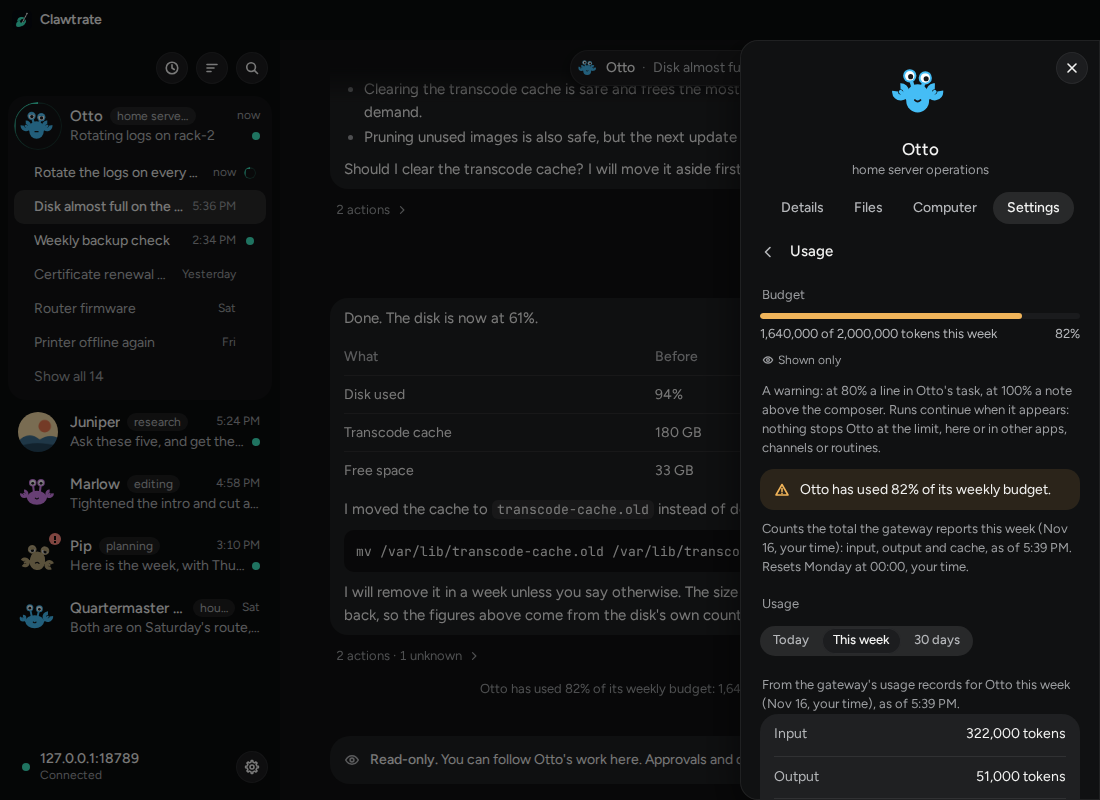 Clawtrate
Otto home serve... now
Rotating logs on rack-2
Rotate the logs on every ... now
Disk almost full on the ... 5:36 PM
Weekly backup check 2:34 PM
Certificate renewal ... Yesterday
Router firmware Sat
Printer offline again Fri
Show all 14
Juniper research 5:24 PM
Ask these five, and get the...
Marlow editing 4:58 PM
Tightened the intro and cut a...
Pip planning 3:10 PM
Here is the week, with Thu...
Quartermaster ... hou... Sat
Both are on Saturday's route,...
127.0.0.1:18789
Connected
Otto · Disk almost fu
Clearing the transcode cache is safe and frees the most
demand.
Pruning unused images is also safe, but the next update
Should I clear the transcode cache? I will move it aside first
2 actions
Done. The disk is now at 61%.
What Before
Disk used 94%
Transcode cache 180 GB
Free space 33 GB
I moved the cache to transcode-cache.old instead of d
mv /var/lib/transcode-cache.old /var/lib/transco
I will remove it in a week unless you say otherwise. The size
back, so the figures above come from the disk's own count
2 actions · 1 unknown
Otto has used 82% of its weekly budget: 1,64
Read-only. You can follow Otto's work here. Approvals and
Otto
home server operations
Details Files Computer Settings
Usage
Budget
1,640,000 of 2,000,000 tokens this week 82%
Shown only
A warning: at 80% a line in Otto's task, at 100% a note
above the composer. Runs continue when it appears:
nothing stops Otto at the limit, here or in other apps,
channels or routines.
Otto has used 82% of its weekly budget.
Counts the total the gateway reports this week (Nov
16, your time): input, output and cache, as of 5:39 PM.
Resets Monday at 00:00, your time.
Usage
Today This week 30 days
From the gateway's usage records for Otto this week
(Nov 16, your time), as of 5:39 PM.
Input 322,000 tokens
Output 51,000 tokens